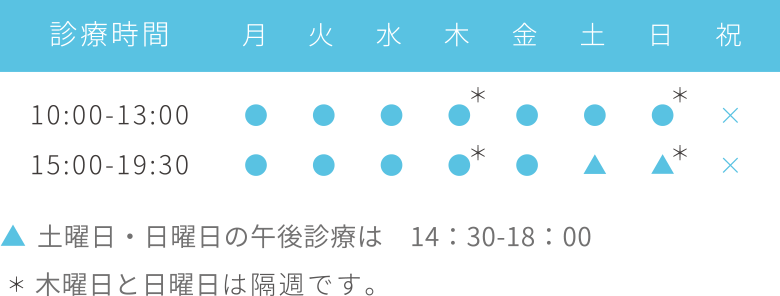 診療時間 月 火 水 木 金 土 日 祝
10:00-13:00 ● ● ● ●* ● ● ●* ×
15:00-19:30 ● ● ● ●* ● ▲ ▲* ×
▲ 土曜日・日曜日の午後診療は 14：30-18：00
* 木曜日と日曜日は隔週です。